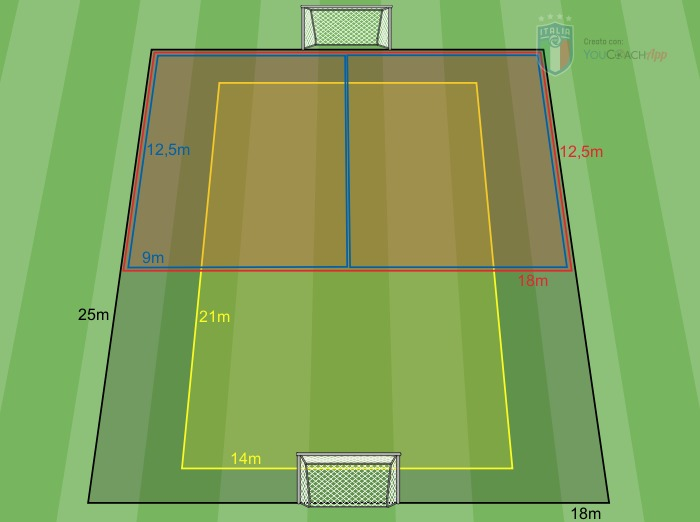 ITALIA
Creato con:
YOUCOACHApp
12,5m
12,5m
9m
18m
25m
21m
14m
18m